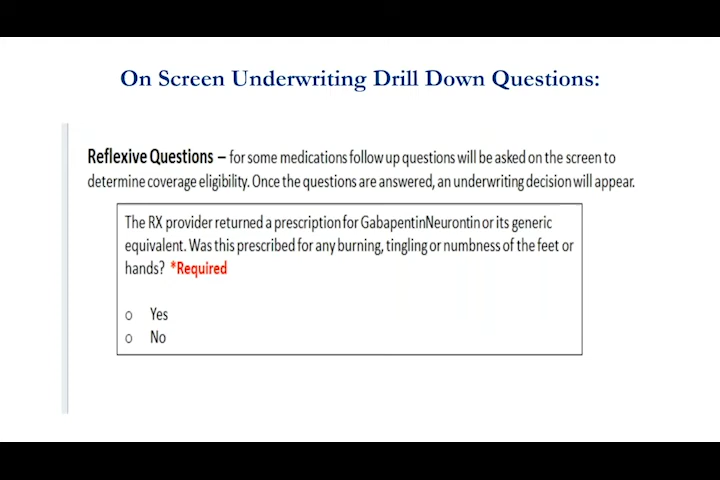 On Screen Underwriting Drill Down Questions:
Reflexive Questions – for some medications follow up questions will be asked on the screen to
determine coverage eligibility. Once the questions are answered, an underwriting decision will appear.
The RX provider returned a prescription for GabapentinNeurontin or its generic
equivalent. Was this prescribed for any burning, tingling or numbness of the feet or
hands? *Required
o Yes
o No